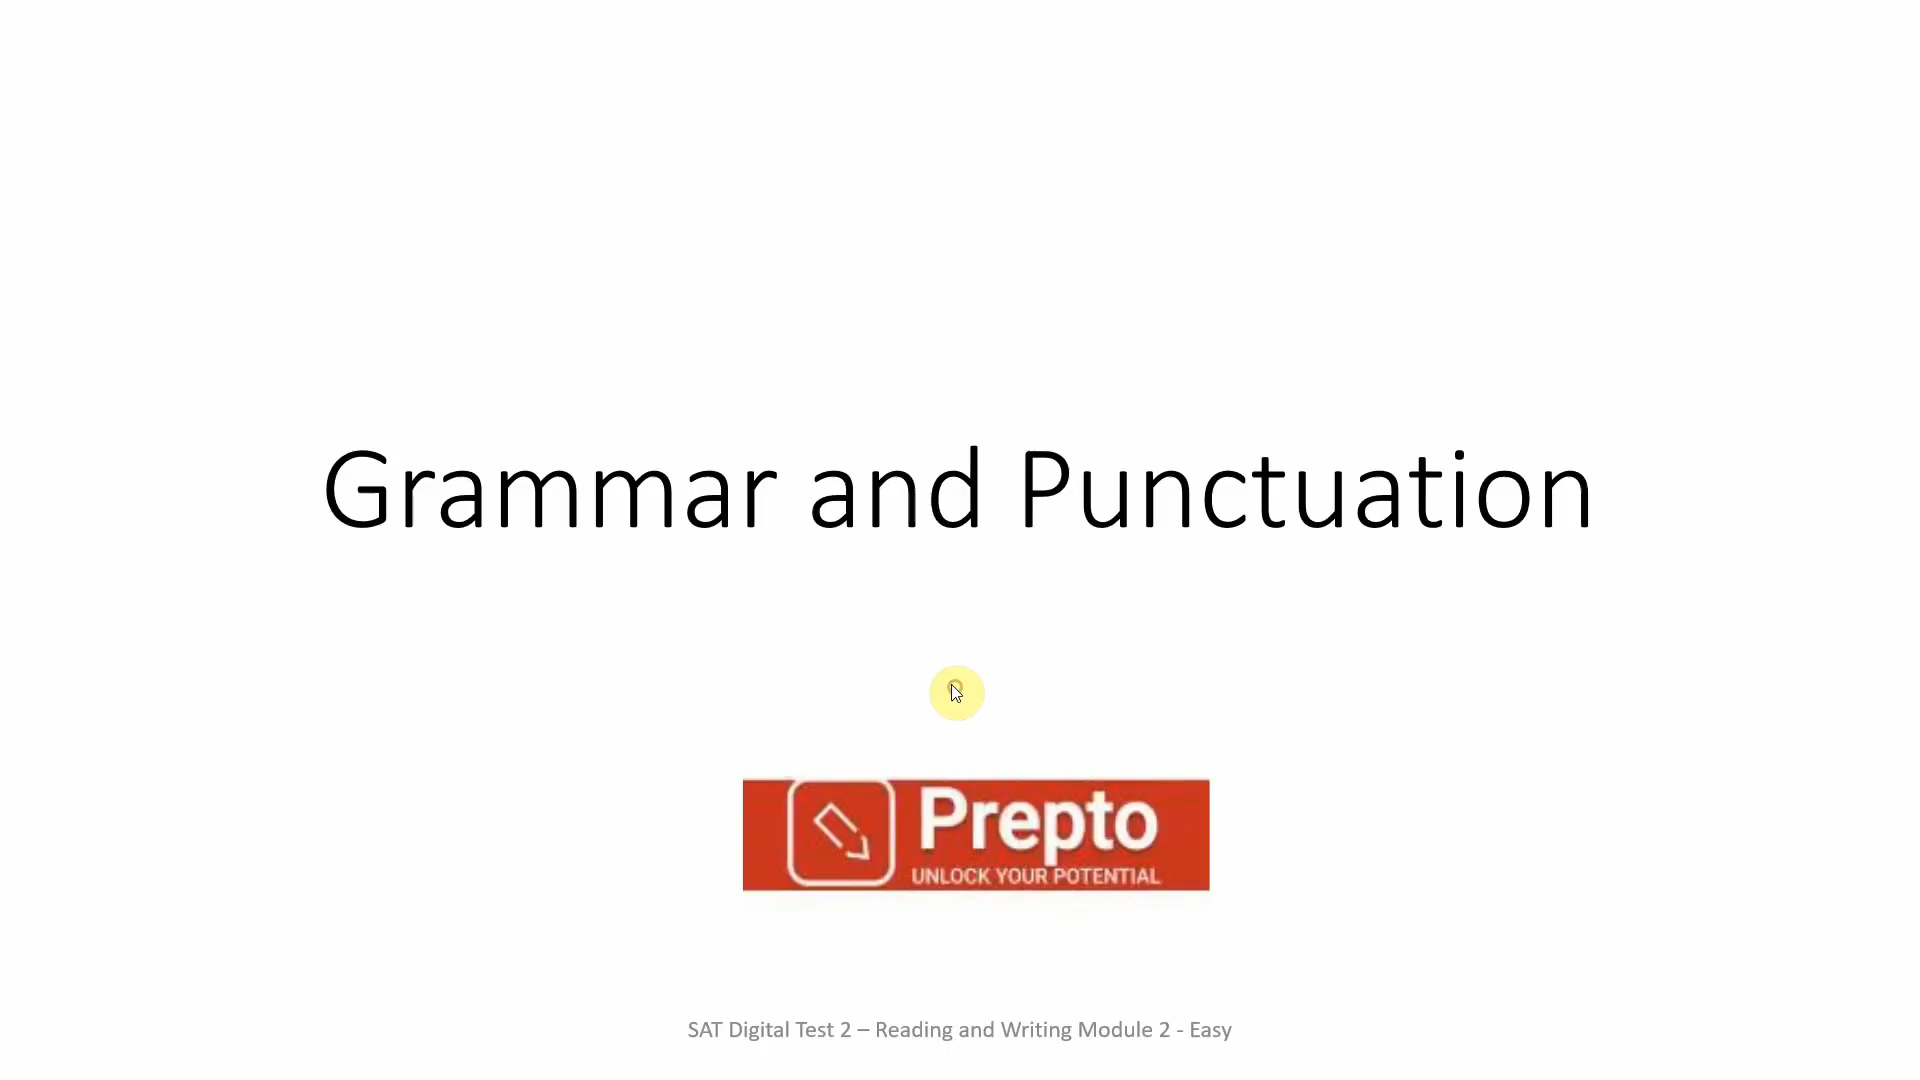 Grammar and Punctuation
Prepto
UNLOCK YOUR POTENTIAL
SAT Digital Test 2 – Reading and Writing Module 2 - Easy